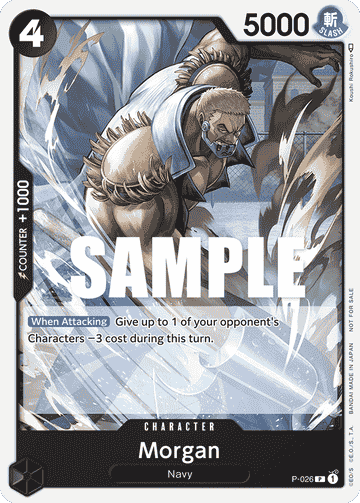 4
5000
斬
SLASH
Koushi Rokushiro
COUNTER +1000
SAMPLE
When Attacking Give up to 1 of your opponent's
Characters −3 cost during this turn.
CHARACTER
Morgan
Navy
P-026 P 1
©E.O./S. ©E.O./S., T.A. BANDAI MADE IN JAPAN NOT FOR SALE